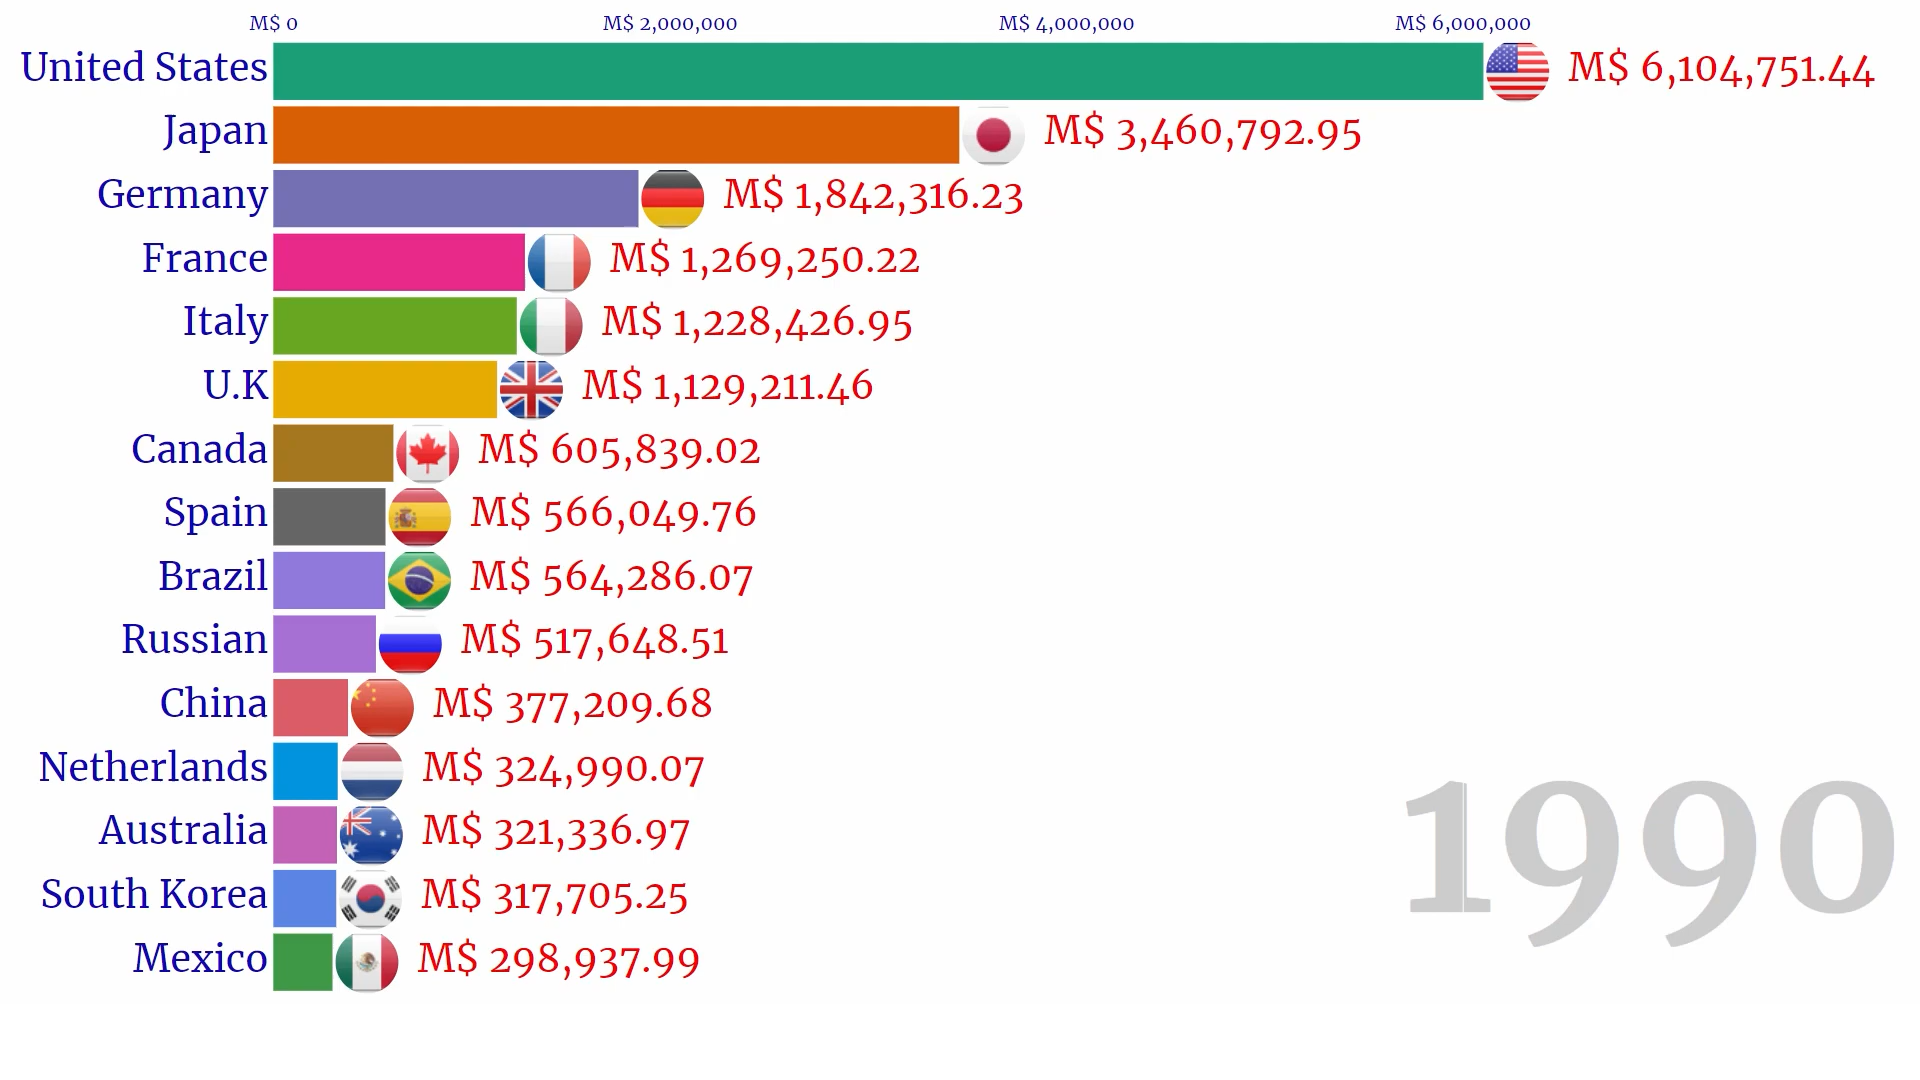 M$ 0 M$ 2,000,000 M$ 4,000,000 M$ 6,000,000
United States M$ 6,104,751.44
Japan M$ 3,460,792.95
Germany M$ 1,842,316.23
France M$ 1,269,250.22
Italy M$ 1,228,426.95
U.K M$ 1,129,211.46
Canada M$ 605,839.02
Spain M$ 566,049.76
Brazil M$ 564,286.07
Russian M$ 517,648.51
China M$ 377,209.68
Netherlands M$ 324,990.07
Australia M$ 321,336.97
South Korea M$ 317,705.25
Mexico M$ 298,937.99
1990